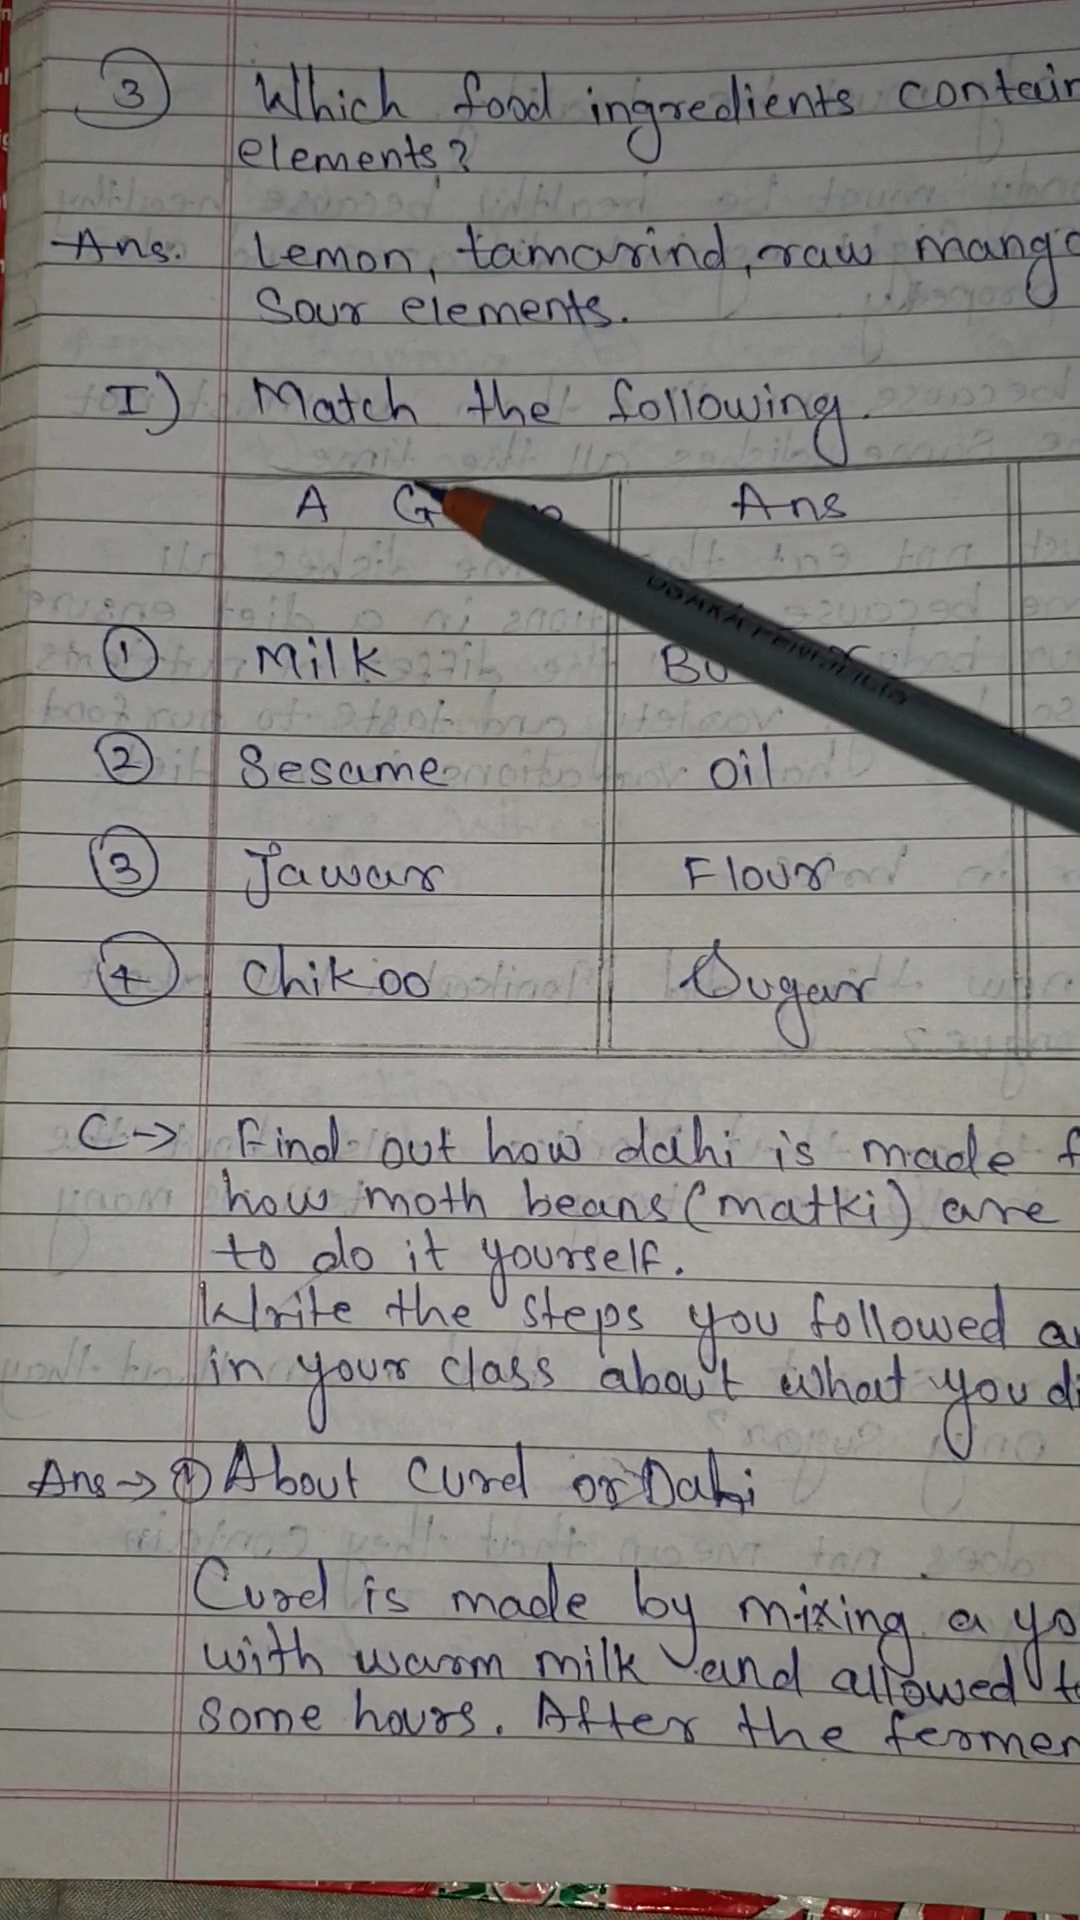 3 Which food ingredients contain
elements?
Ans. Lemon, tamarind, raw mango
Sour elements.
I) Match the following.
A Ans
1 Milk
2 Sesame Oil
3 Jawar Flour
4 Chikoo Sugar
C→ Find out how dahi is made
how moth beans (matki) are
to do it yourself.
Write the steps you followed
in your class about what you
Ans→ 1 About Curd or Dahi
Curd is made by mixing a
with warm milk and allowed
some hours. After the